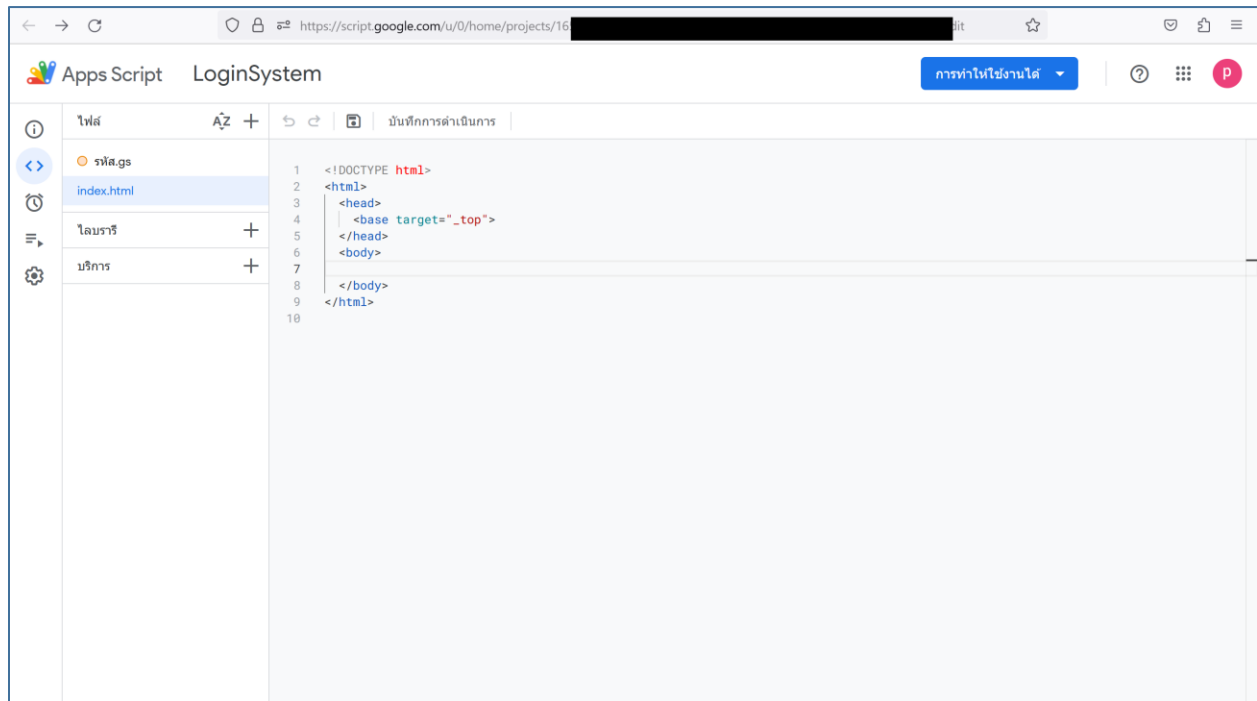 https://script.google.com/u/0/home/projects/16 dit
Apps Script LoginSystem
การทำให้ใช้งานได้
P
ไฟล์
AZ
บันทึกการดำเนินการ
รหัส.gs
index.html
ไลบรารี
บริการ
1 <!DOCTYPE html>
2 <html>
3 <head>
4 <base target="_top">
5 </head>
6 <body>
7
8 </body>
9 </html>
10